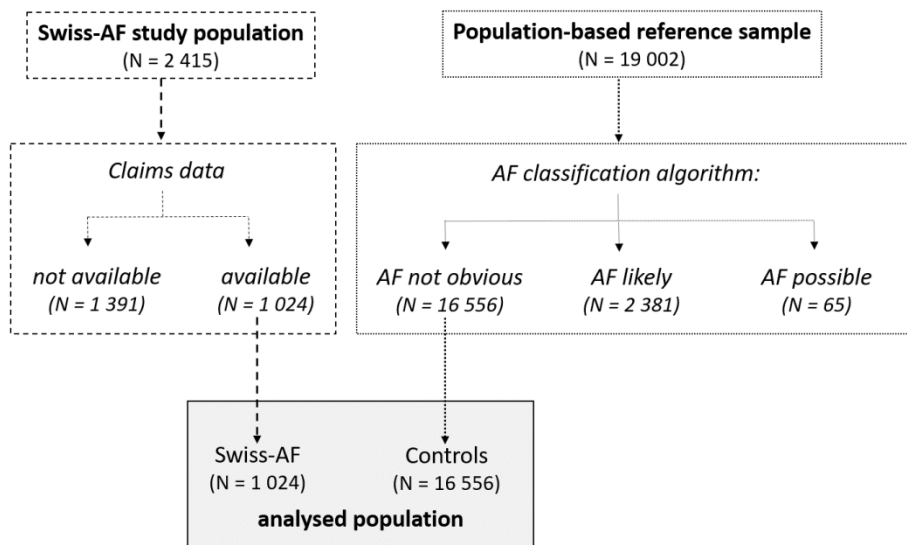 Swiss-AF study population
(N = 2 415)
Population-based reference sample
(N = 19 002)
Claims data
not available
(N = 1 391)
available
(N = 1 024)
AF classification algorithm:
AF not obvious
(N = 16 556)
AF likely
(N = 2 381)
AF possible
(N = 65)
Swiss-AF
(N = 1 024)
Controls
(N = 16 556)
analysed population